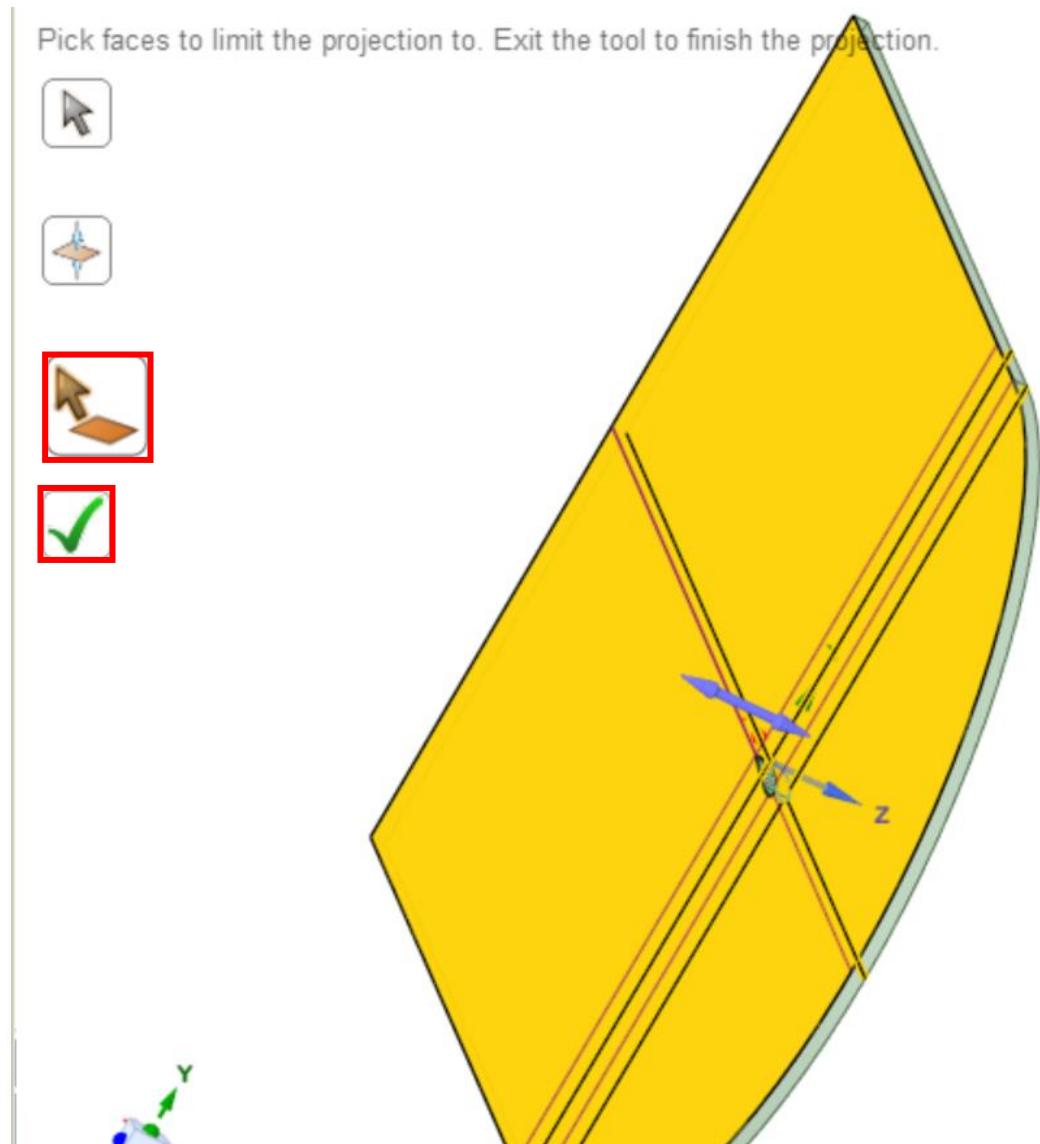 Pick faces to limit the projection to. Exit the tool to finish the projection.
Z
Y